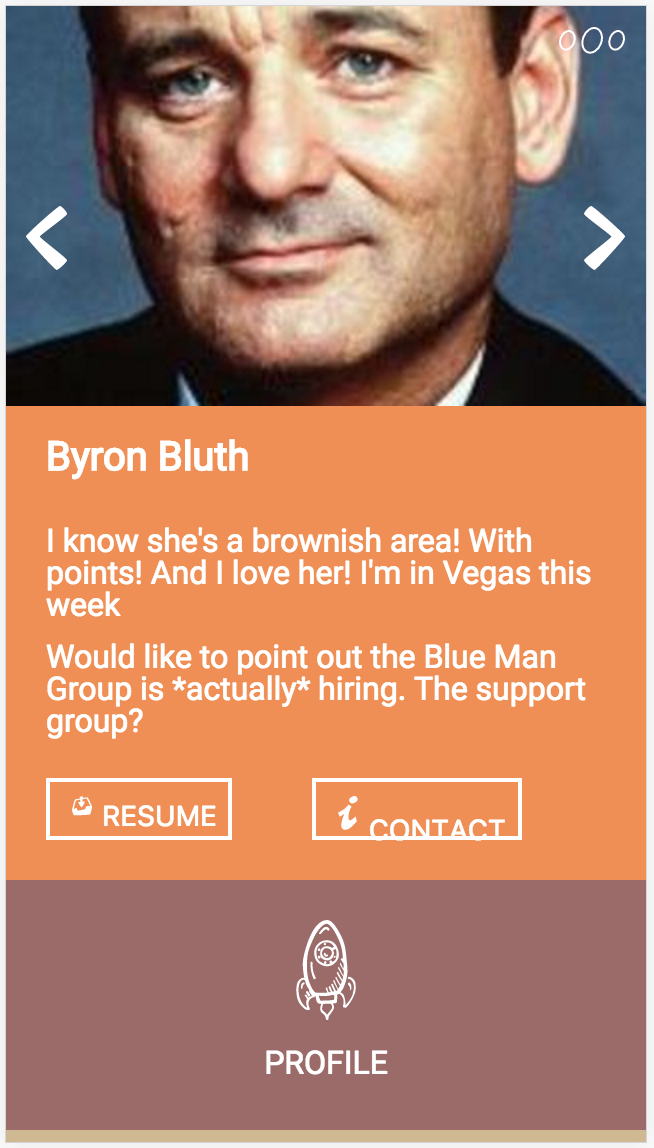 Byron Bluth
I know she's a brownish area! With
points! And I love her! I'm in Vegas this
week
Would like to point out the Blue Man
Group is *actually* hiring. The support
group?
RESUME
CONTACT
PROFILE